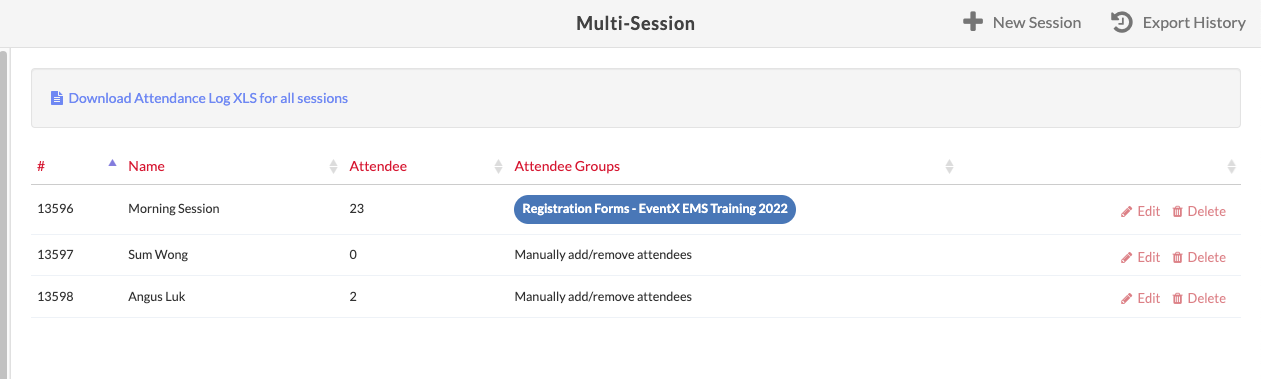 Multi-Session
New Session
Export History
Download Attendance Log XLS for all sessions
# Name Attendee Attendee Groups
13596 Morning Session 23 Registration Forms - EventX EMS Training 2022 Edit Delete
13597 Sum Wong 0 Manually add/remove attendees Edit Delete
13598 Angus Luk 2 Manually add/remove attendees Edit Delete